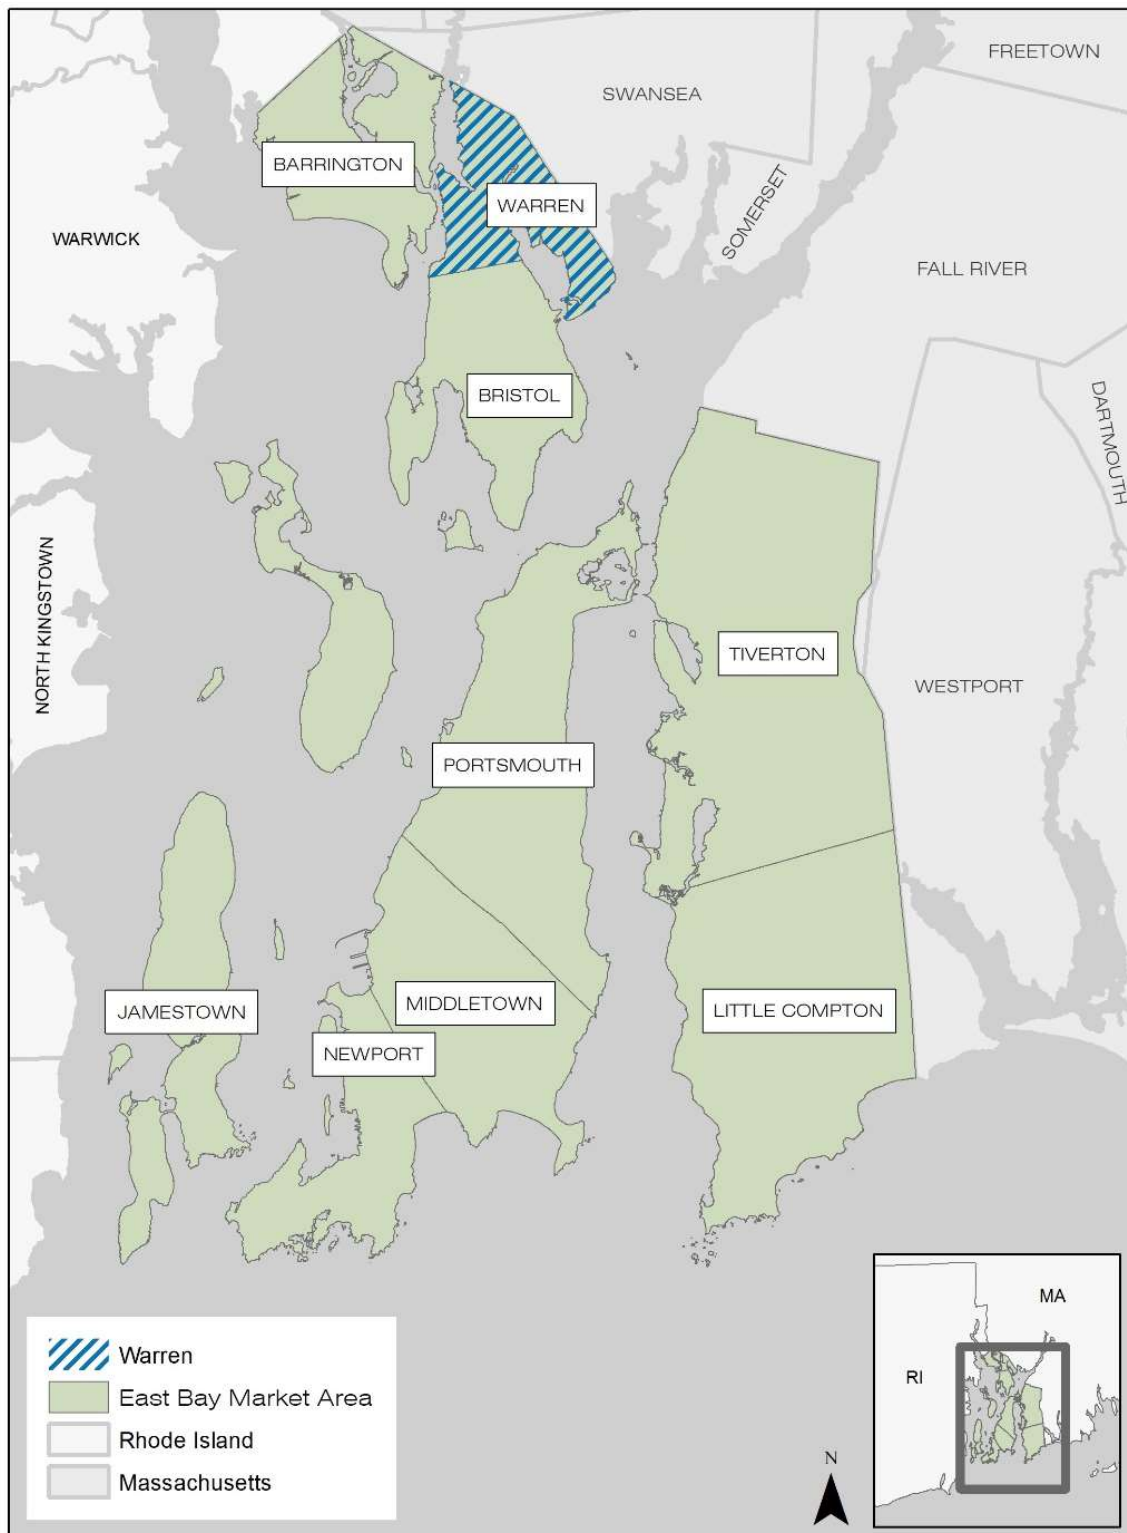 FREETOWN
SWANSEA
BARRINGTON
WARREN
SOMERSET
WARWICK
FALL RIVER
BRISTOL
DARTMOUTH
NORTH KINGSTOWN
TIVERTON
WESTPORT
PORTSMOUTH
JAMESTOWN
MIDDLETOWN
LITTLE COMPTON
NEWPORT
MA
RI
Warren
East Bay Market Area
Rhode Island
Massachusetts
N